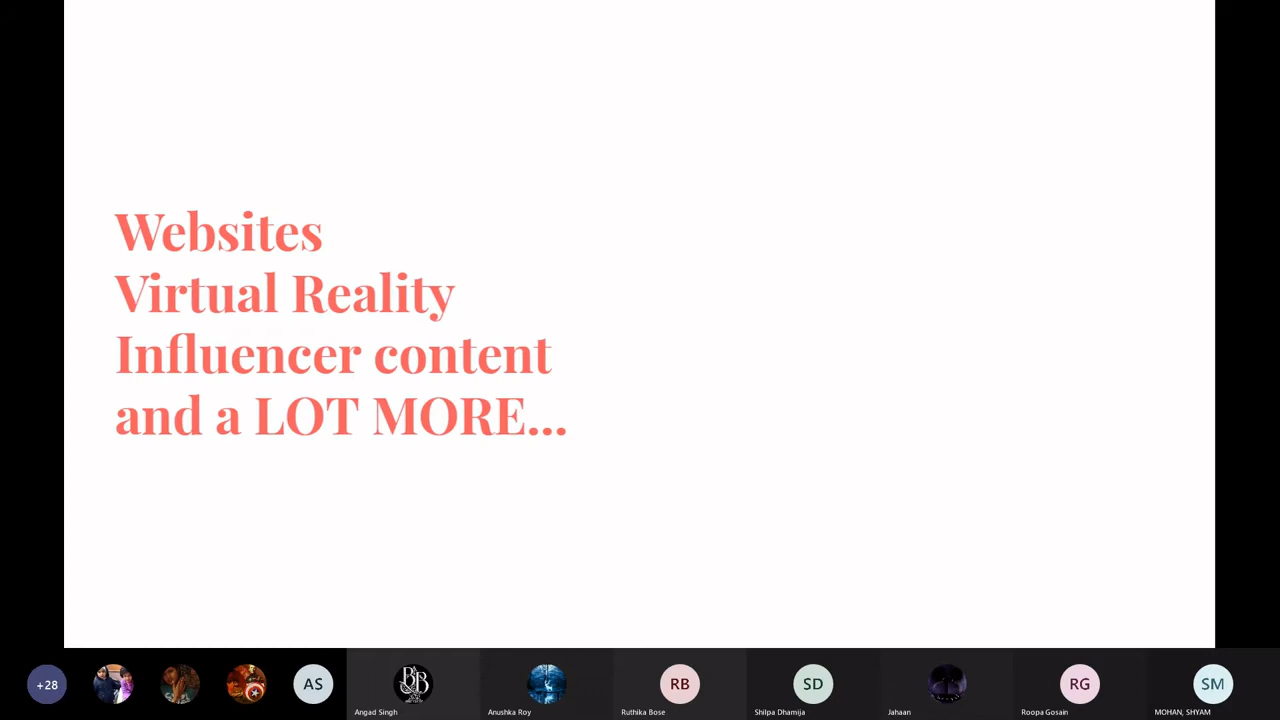 Websites
Virtual Reality
Influencer content
and a LOT MORE...
+28
AS
BB
RB
SD
RG
SM
Angad Singh
Anushka Roy
Ruthika Bose
Shilpa Dhamija
Jahaan
Roopa Gosain
MOHAN, SHYAM